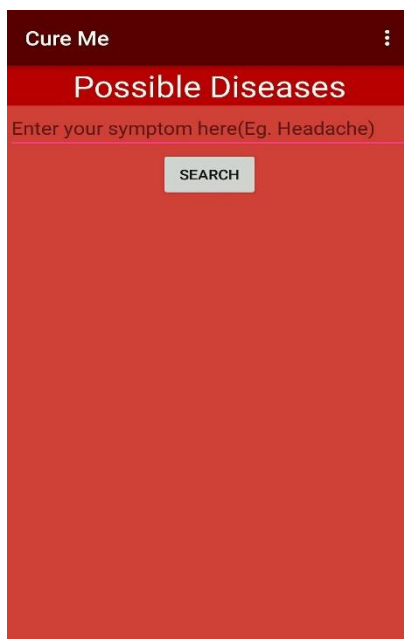 Cure Me
Possible Diseases
Enter your symptom here(Eg. Headache)
SEARCH